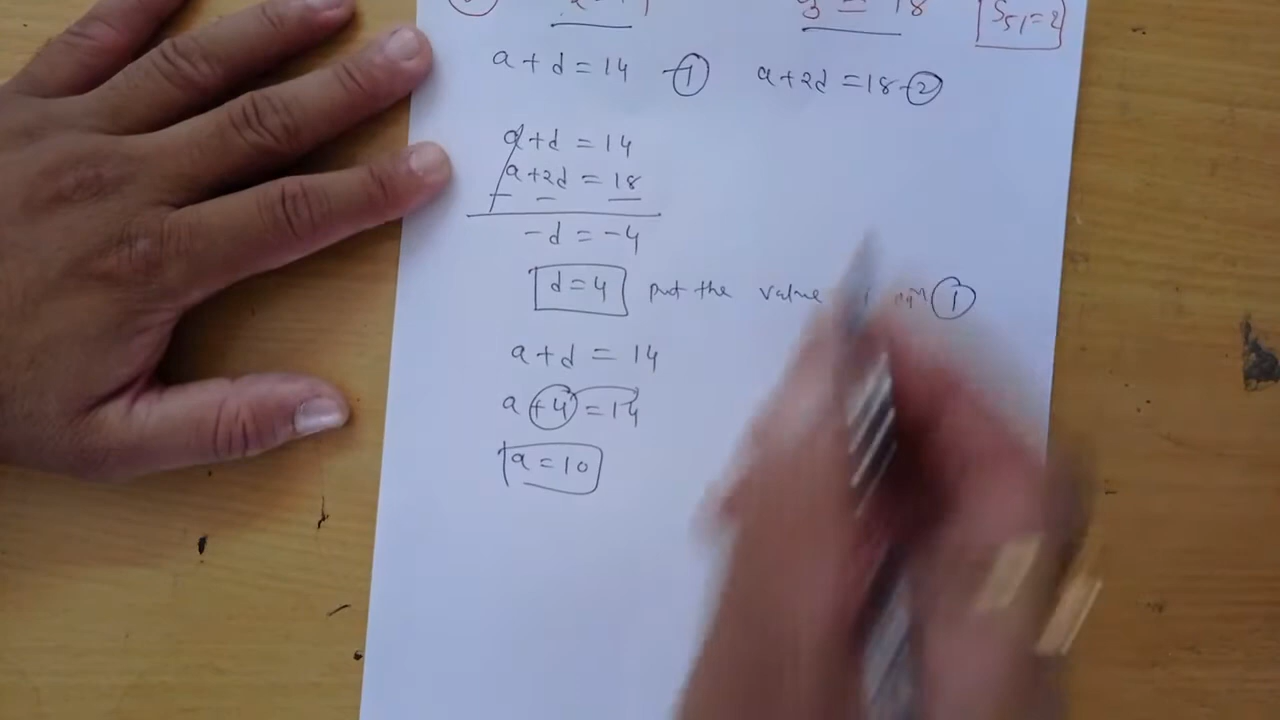 = 18 S₅₁=?
a+d=14 -① a+2d=18-②
a+d = 14
a+2d = 18
- - -
-d = -4
d=4 put the value ①
a+d = 14
a+4 = 14
a=10